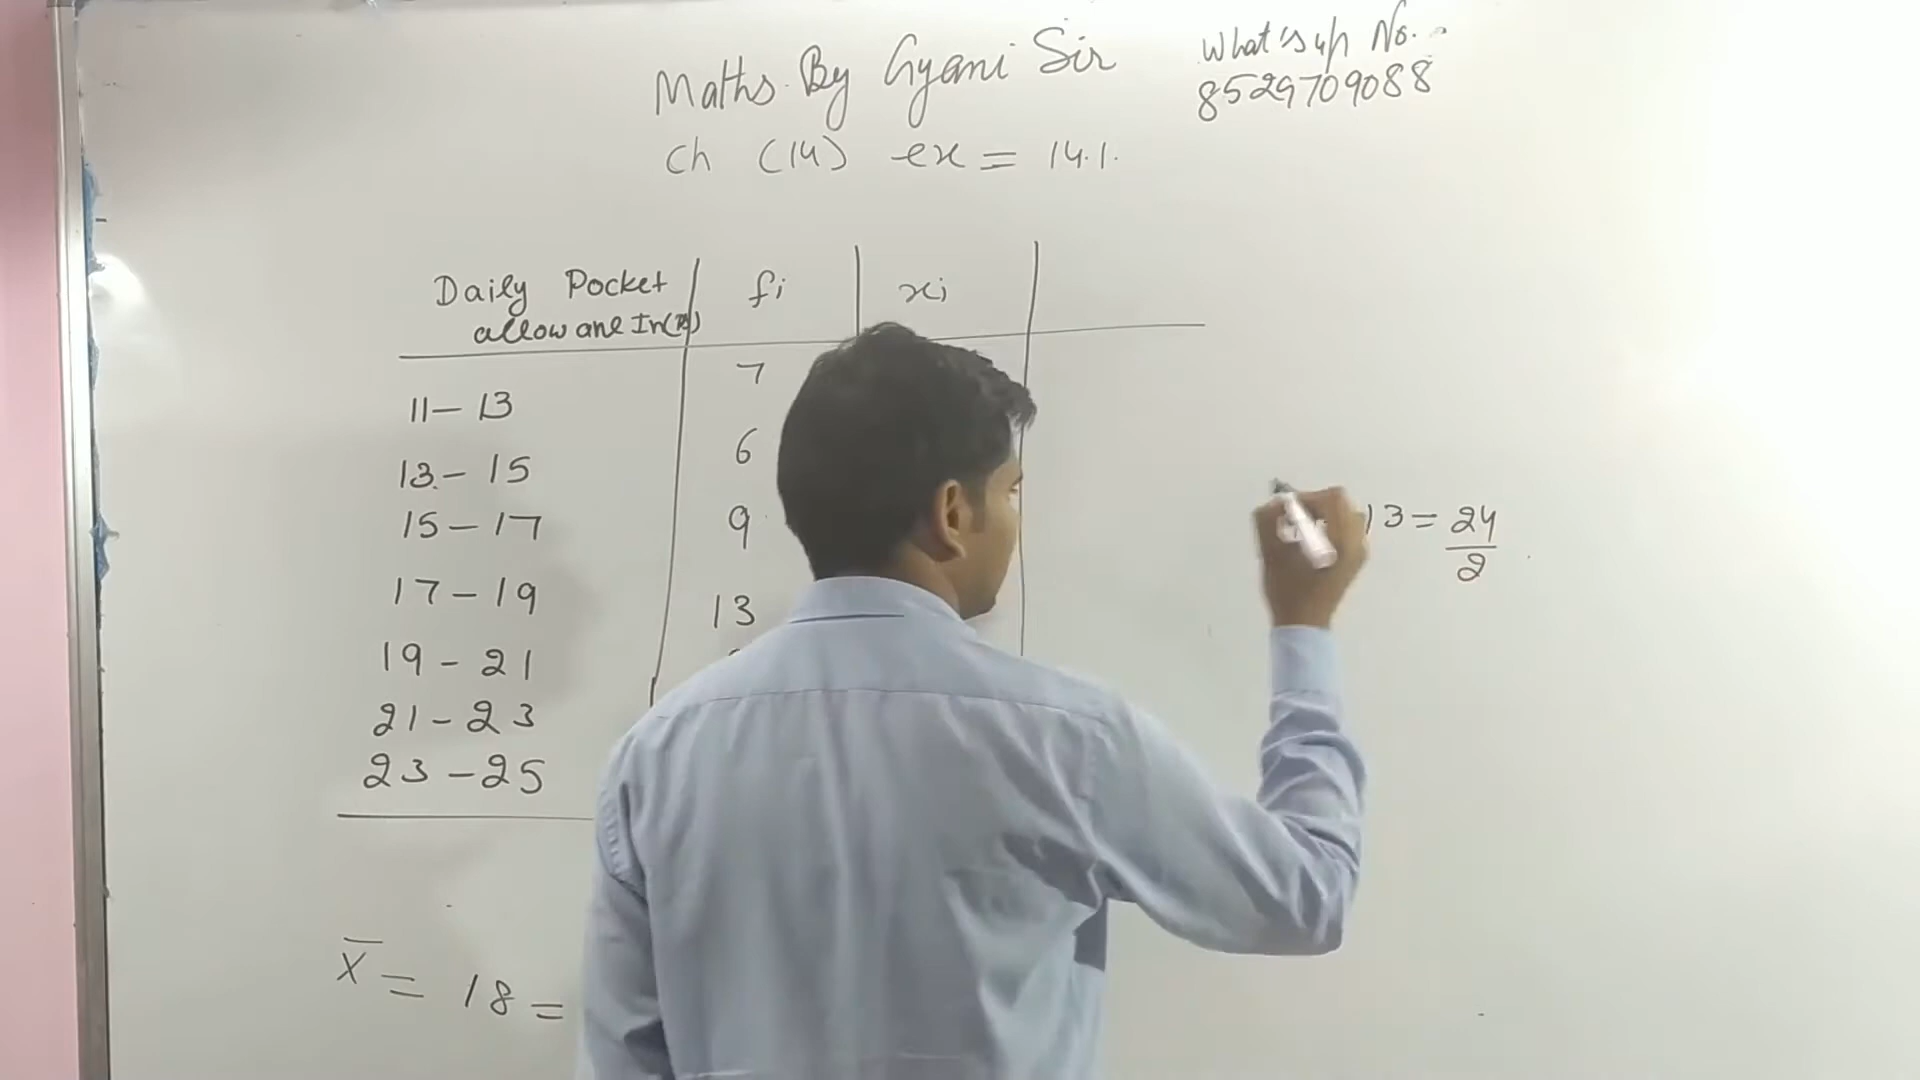 Maths By Gyani Sir
What's up No.
8529709088
ch (14) ex = 14.1.
Daily Pocket allowane In(₹) fi xi
11 – 13 7
13 – 15 6
15 – 17 9
17 – 19 13
19 – 21
21 – 23
23 – 25
13 = 24/2
x̄ = 18 =